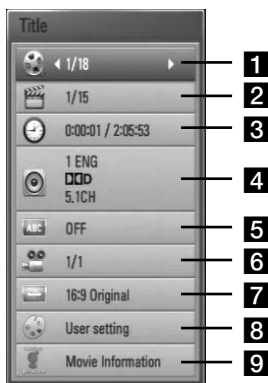 Title
1/18 1
1/15 2
0:00:01 / 2:05:53 3
1 ENG
DD D
5.1CH 4
ABC OFF 5
1/1 6
16:9 Original 7
User setting 8
Movie Information 9